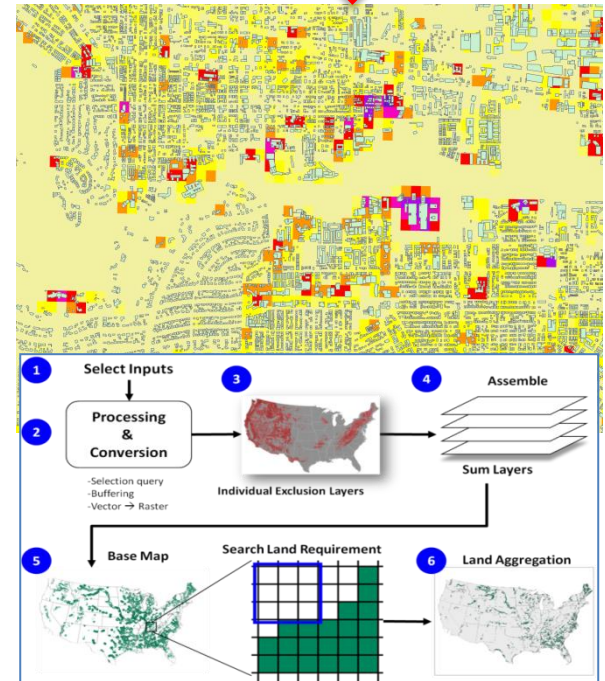 1
Select Inputs
2
Processing
&
Conversion
-Selection query
-Buffering
-Vector → Raster
3
Individual Exclusion Layers
4
Assemble
Sum Layers
5
Base Map
Search Land Requirement
6
Land Aggregation